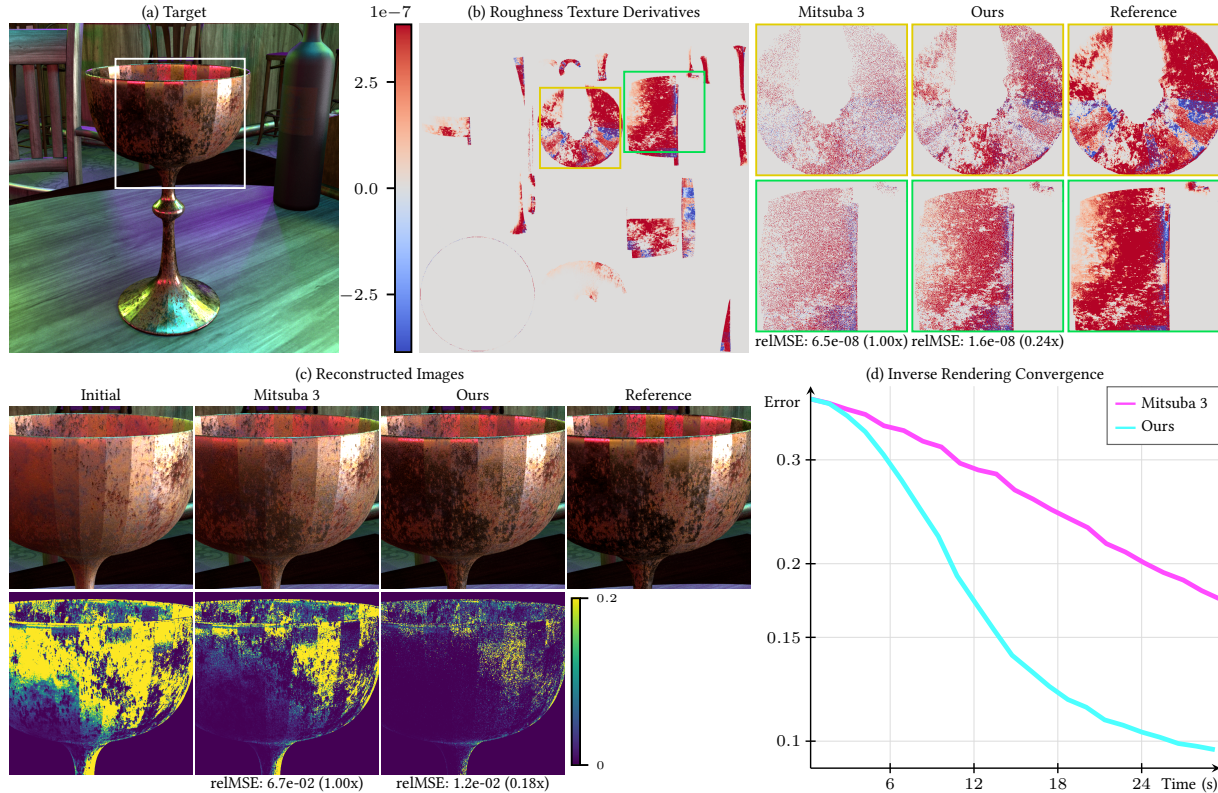 (a) Target
1e−7
2.5
0.0
−2.5
(b) Roughness Texture Derivatives
Mitsuba 3
Ours
Reference
relMSE: 6.5e-08 (1.00x)
relMSE: 1.6e-08 (0.24x)
(c) Reconstructed Images
Initial
Mitsuba 3
Ours
Reference
0.2
0
relMSE: 6.7e-02 (1.00x)
relMSE: 1.2e-02 (0.18x)
(d) Inverse Rendering Convergence
Error
Mitsuba 3
Ours
0.3
0.2
0.15
0.1
6
12
18
24
Time (s)